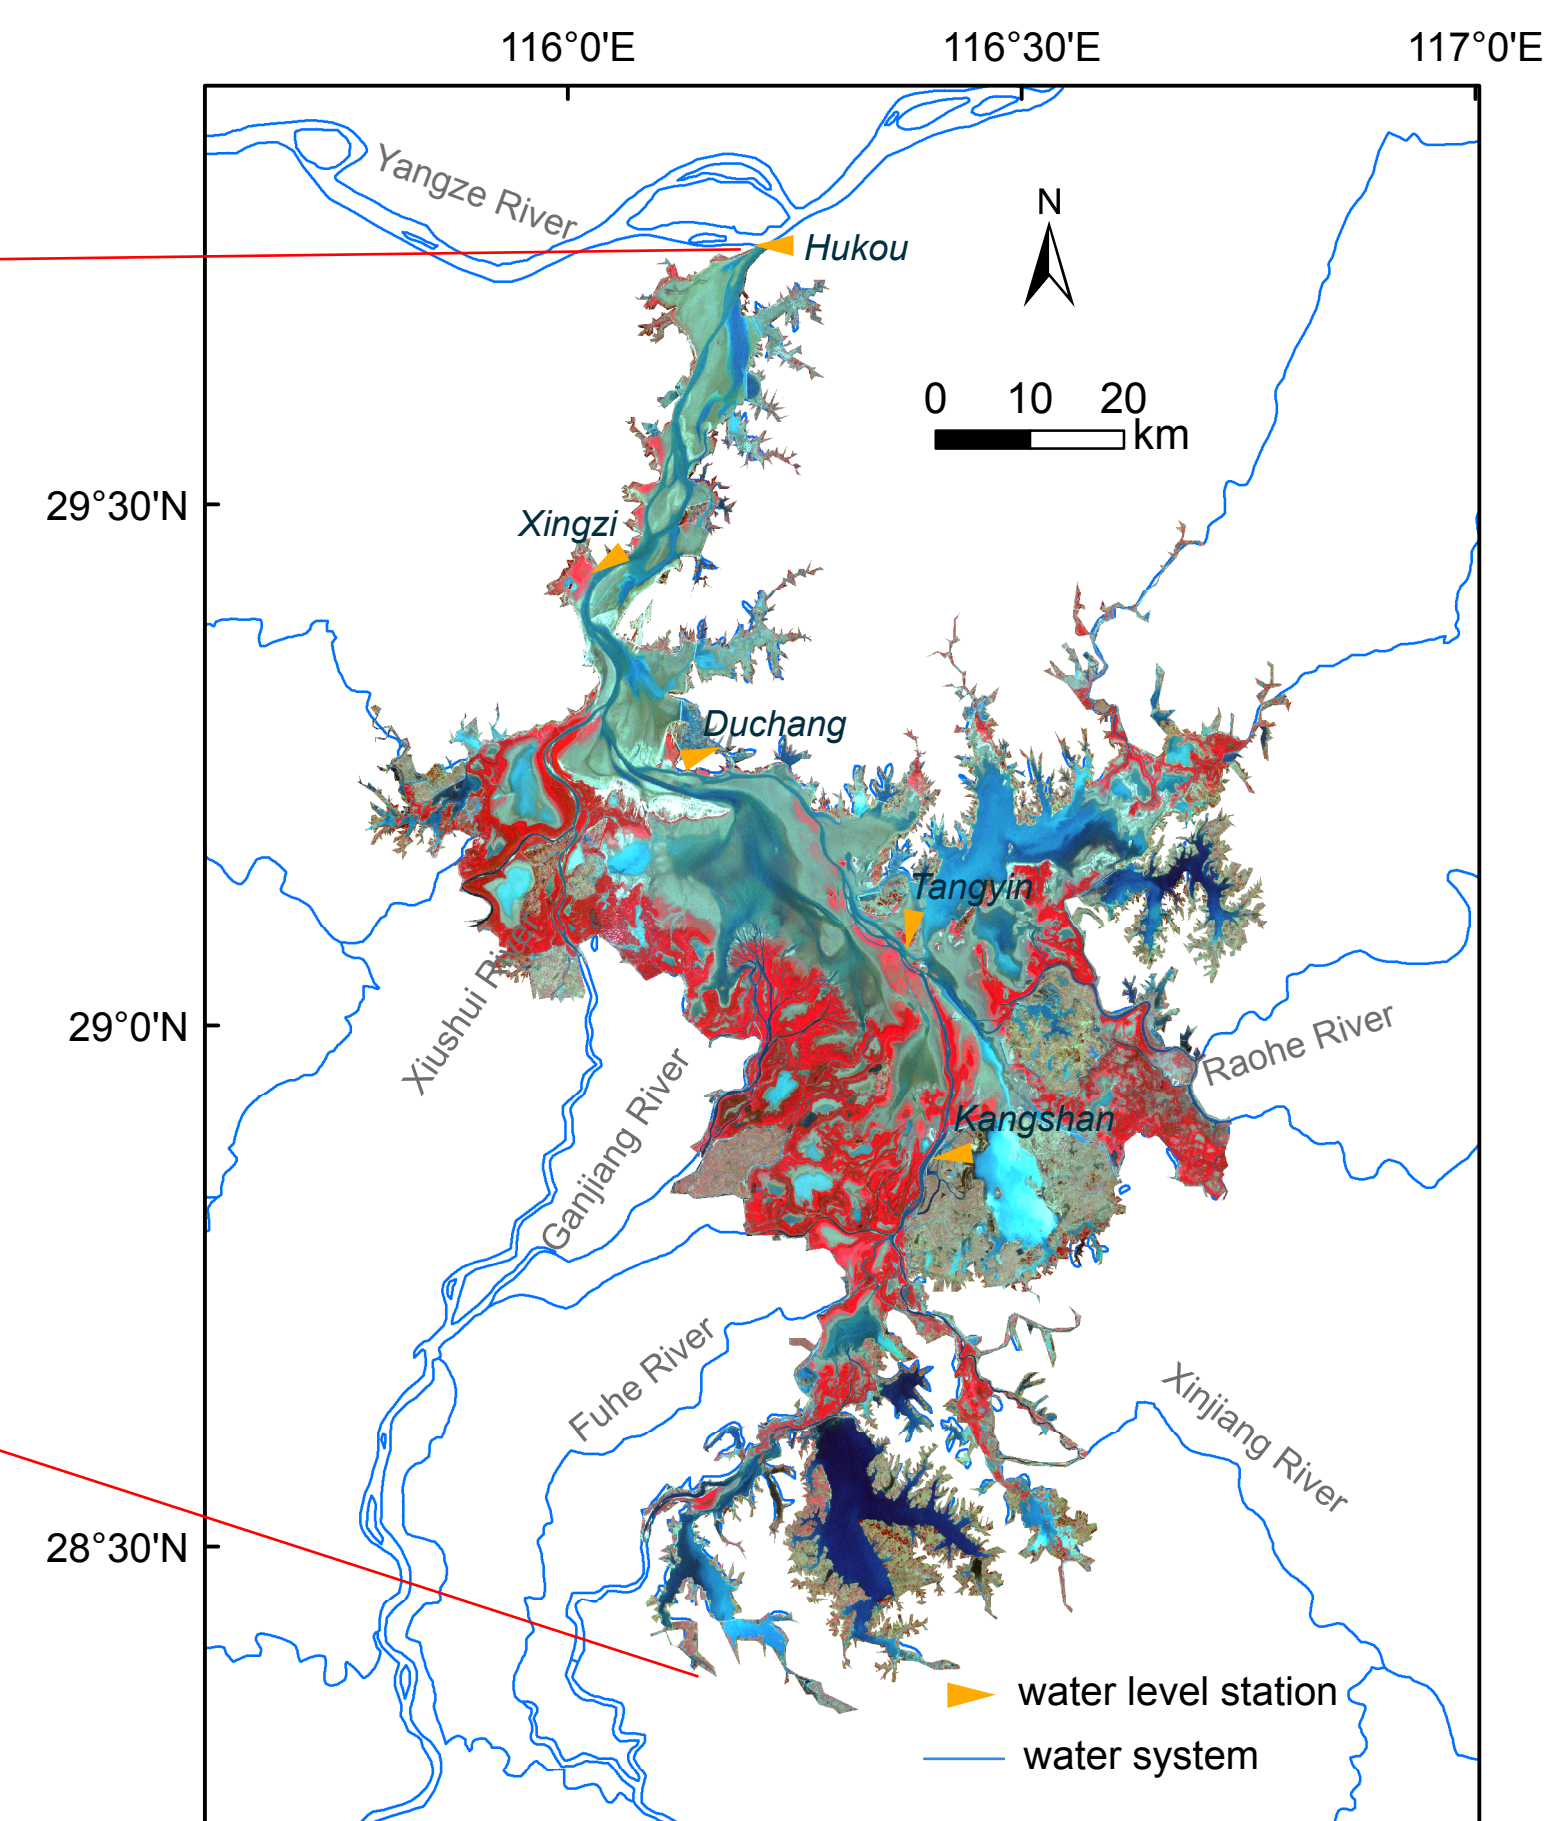 116°0'E
116°30'E
117°0'E
Yangze River
N
Hukou
0 10 20
km
29°30'N
Xingzi
Duchang
Tangyin
Xiushui River
29°0'N
Raohe River
Ganjiang River
Kangshan
Fuhe River
Xinjiang River
28°30'N
water level station
water system